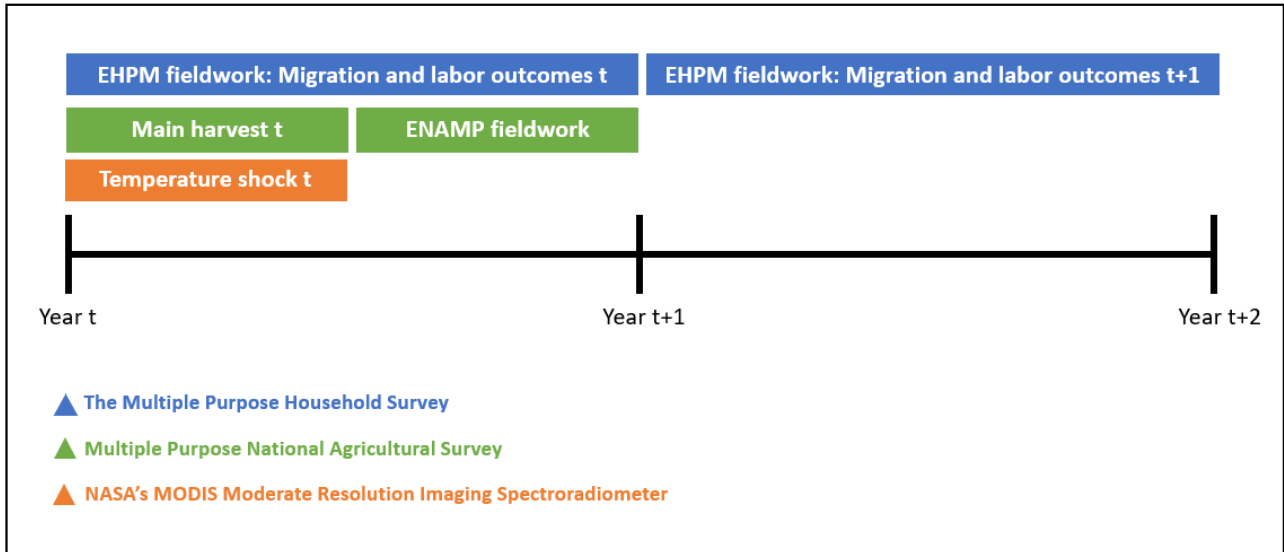 EHPM fieldwork: Migration and labor outcomes t
EHPM fieldwork: Migration and labor outcomes t+1
Main harvest t
ENAMP fieldwork
Temperature shock t
Year t
Year t+1
Year t+2
The Multiple Purpose Household Survey
Multiple Purpose National Agricultural Survey
NASA’s MODIS Moderate Resolution Imaging Spectroradiometer